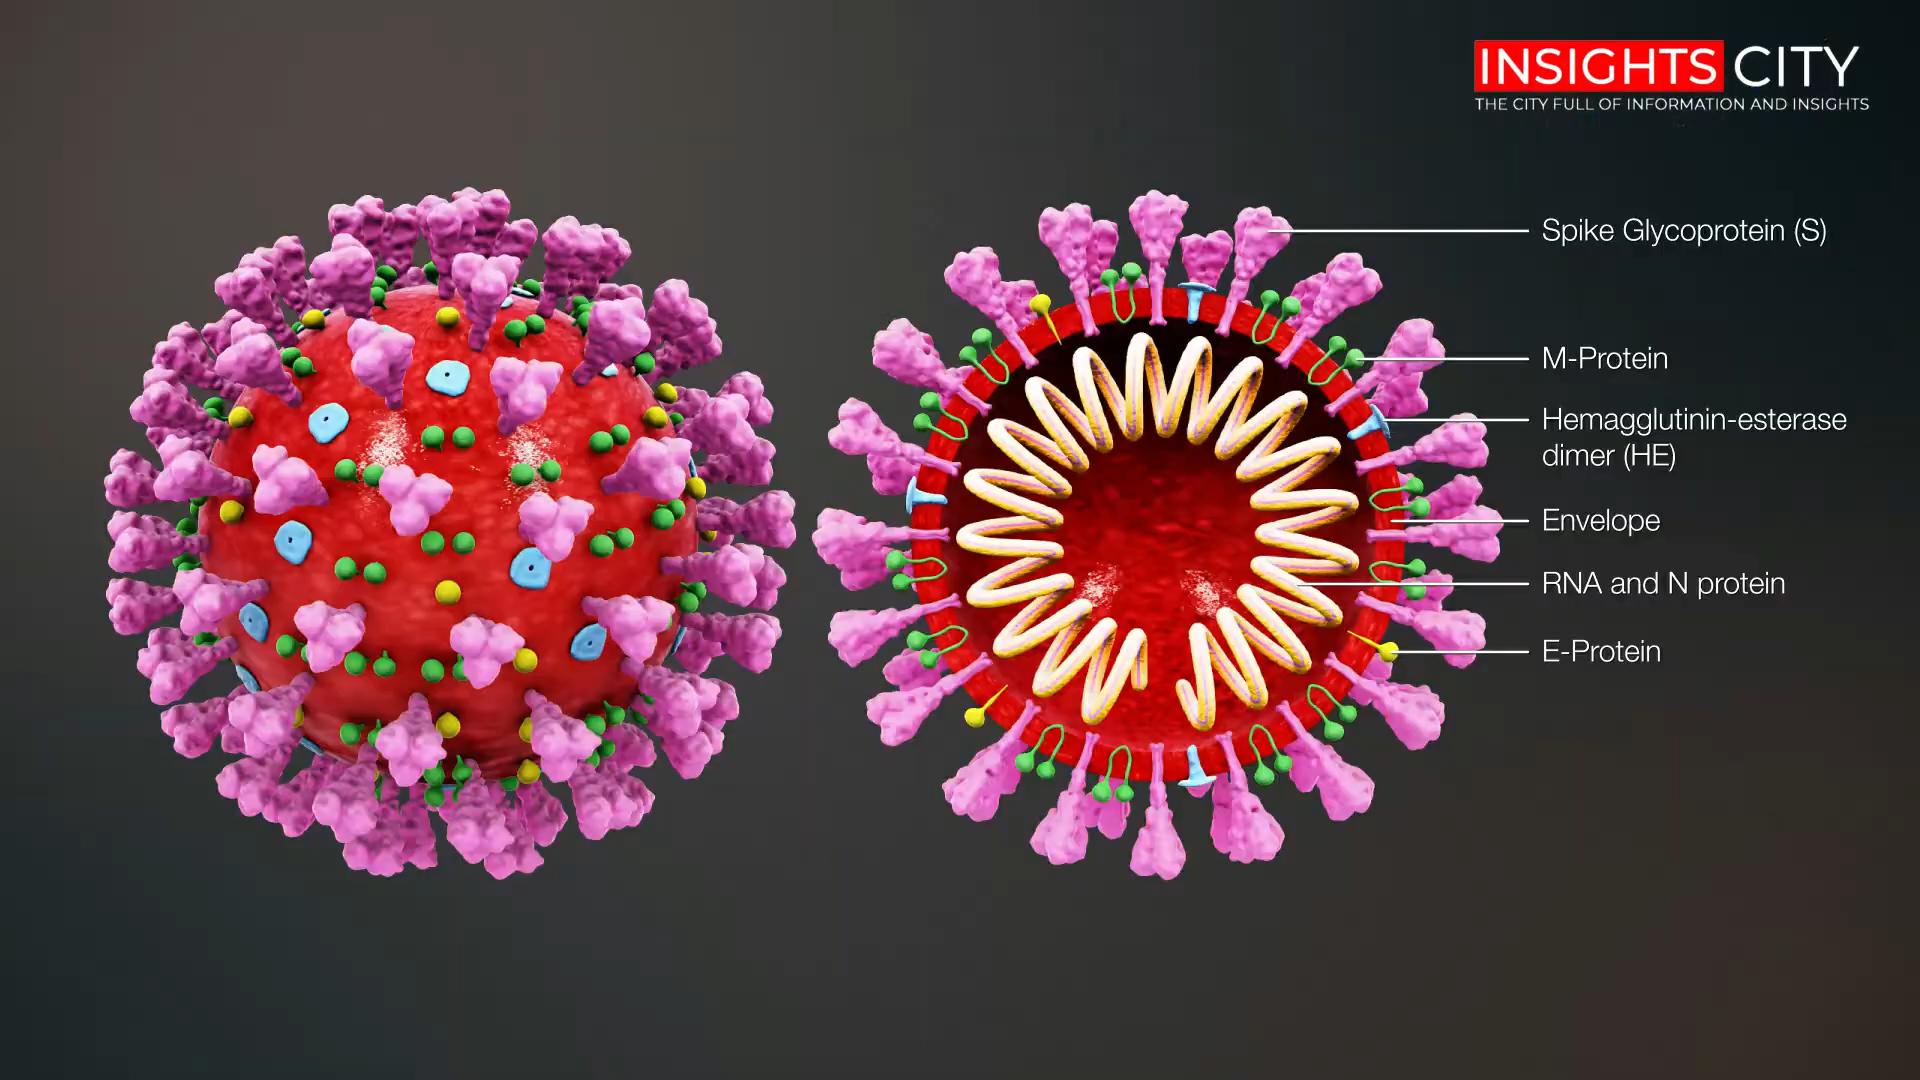 INSIGHTS CITY
THE CITY FULL OF INFORMATION AND INSIGHTS
Spike Glycoprotein (S)
M-Protein
Hemagglutinin-esterase
dimer (HE)
Envelope
RNA and N protein
E-Protein